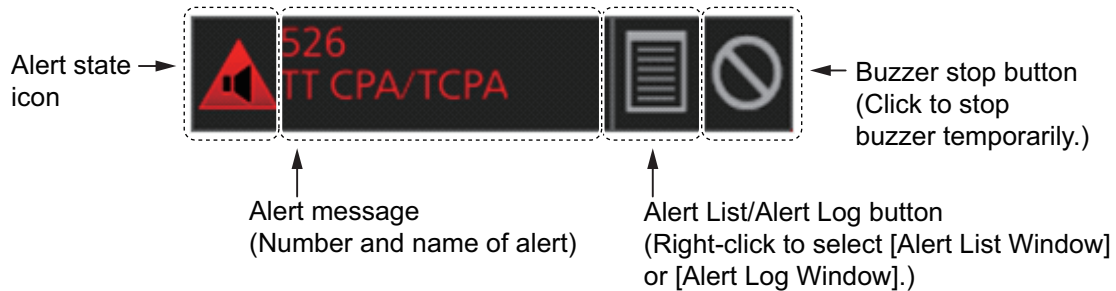 526
TT CPA/TCPA
Alert state
icon
Buzzer stop button
(Click to stop
buzzer temporarily.)
Alert message
(Number and name of alert)
Alert List/Alert Log button
(Right-click to select [Alert List Window]
or [Alert Log Window].)